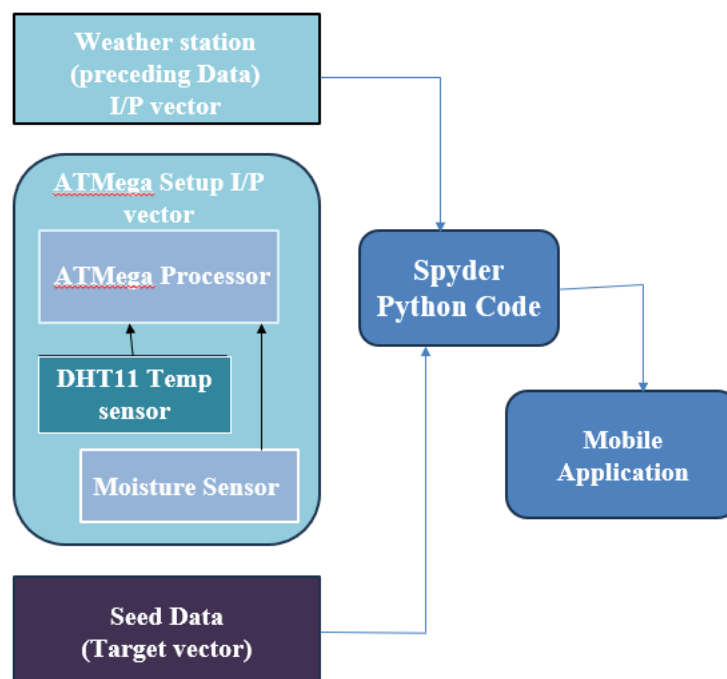 Weather station
(preceding Data)
I/P vector
ATMega Setup I/P
vector
ATMega Processor
DHT11 Temp
sensor
Moisture Sensor
Seed Data
(Target vector)
Spyder
Python Code
Mobile
Application